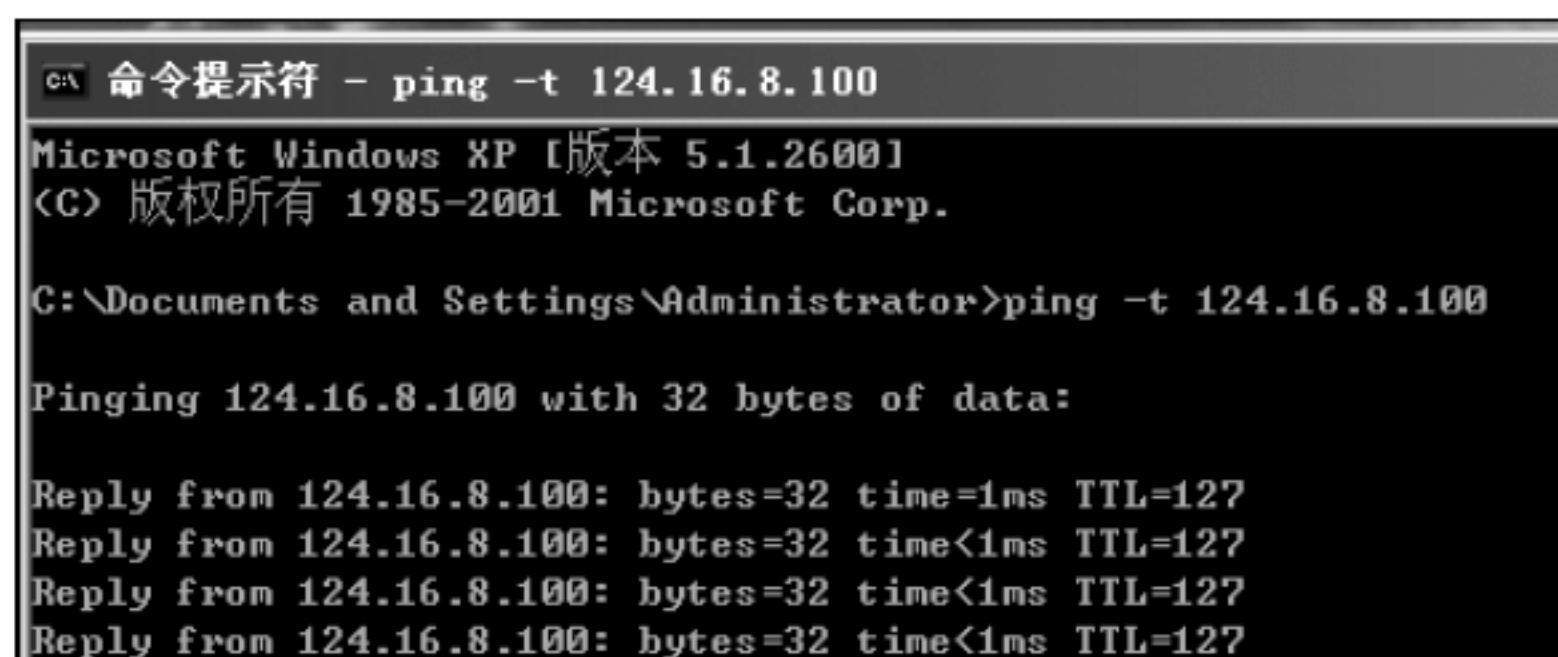 命令提示符 - ping -t 124.16.8.100
Microsoft Windows XP [版本 5.1.2600]
(C) 版权所有 1985-2001 Microsoft Corp.
C:\Documents and Settings\Administrator>ping -t 124.16.8.100
Pinging 124.16.8.100 with 32 bytes of data:
Reply from 124.16.8.100: bytes=32 time=1ms TTL=127
Reply from 124.16.8.100: bytes=32 time<1ms TTL=127
Reply from 124.16.8.100: bytes=32 time<1ms TTL=127
Reply from 124.16.8.100: bytes=32 time<1ms TTL=127